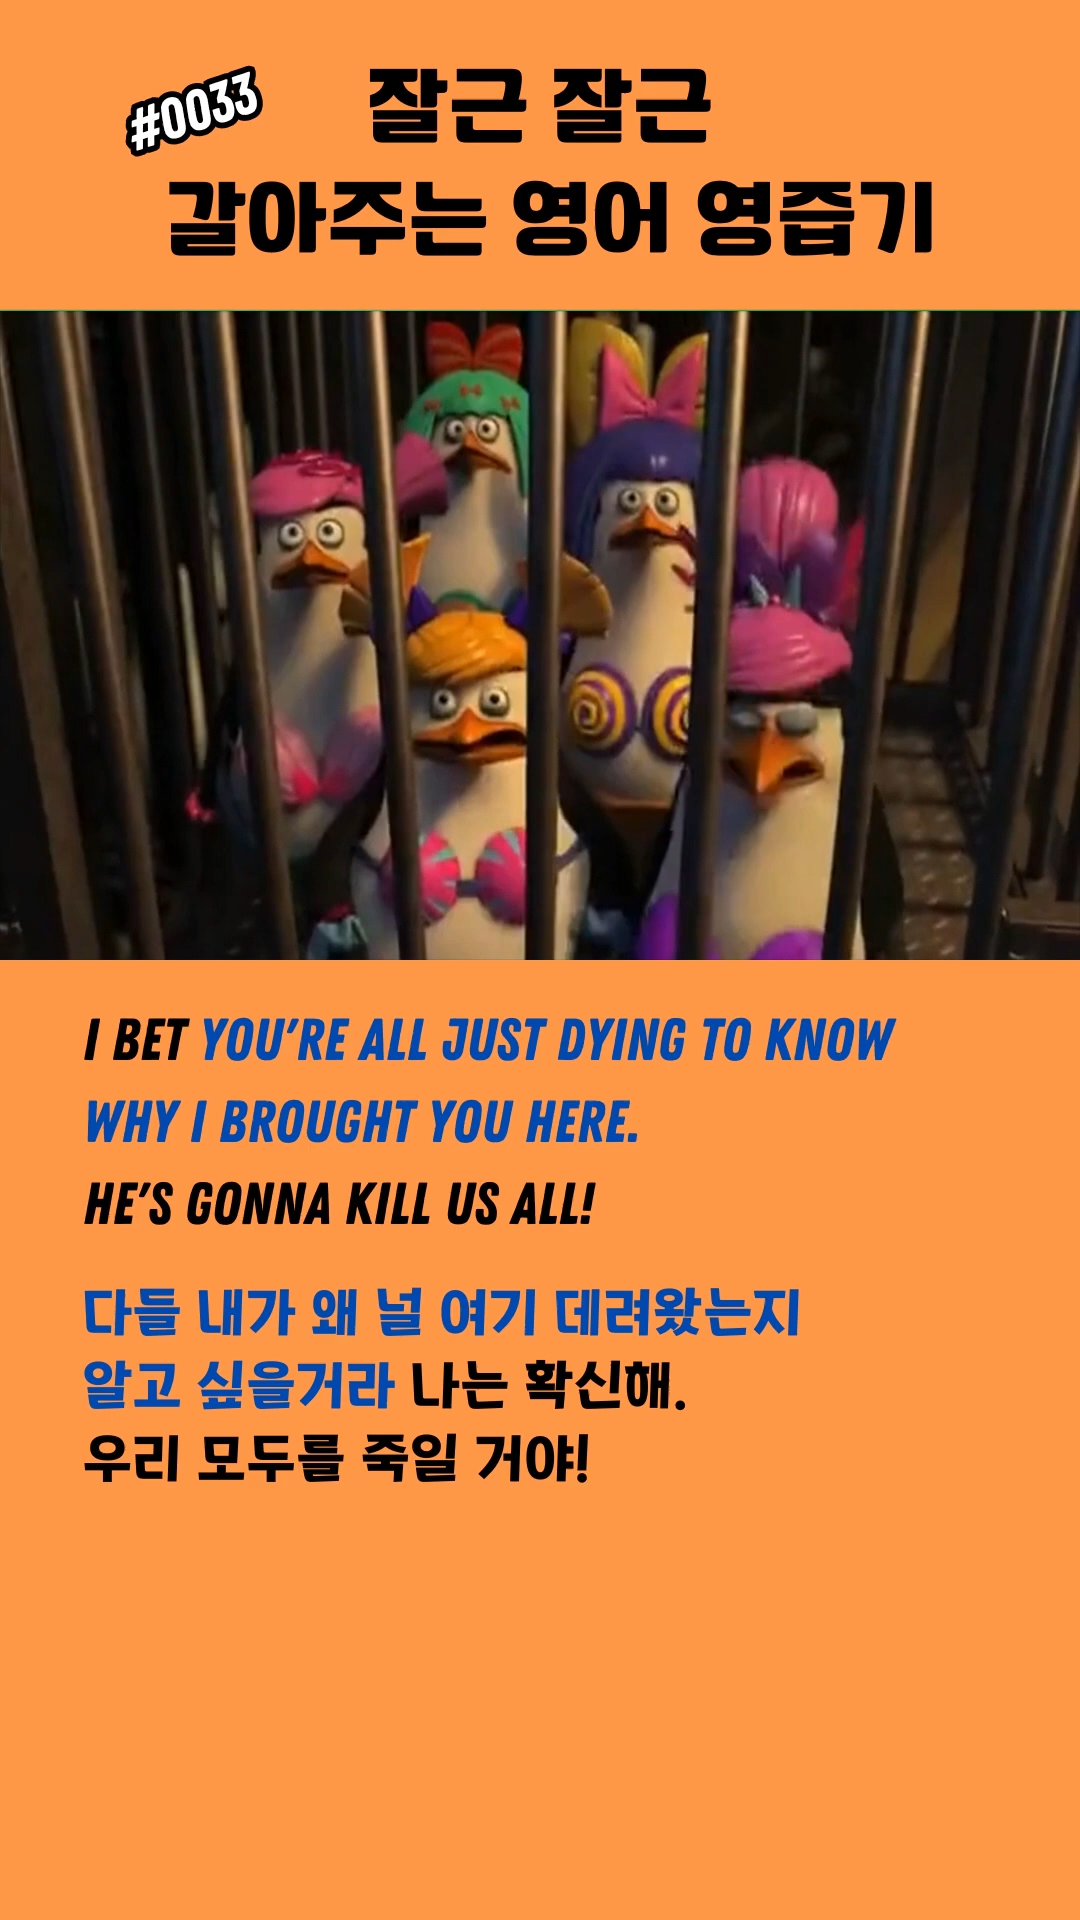 #0033
잘근 잘근
갈아주는 영어 영즙기
I BET YOU'RE ALL JUST DYING TO KNOW
WHY I BROUGHT YOU HERE.
HE'S GONNA KILL US ALL!
다들 내가 왜 널 여기 데려왔는지
알고 싶을거라 나는 확신해.
우리 모두를 죽일 거야!